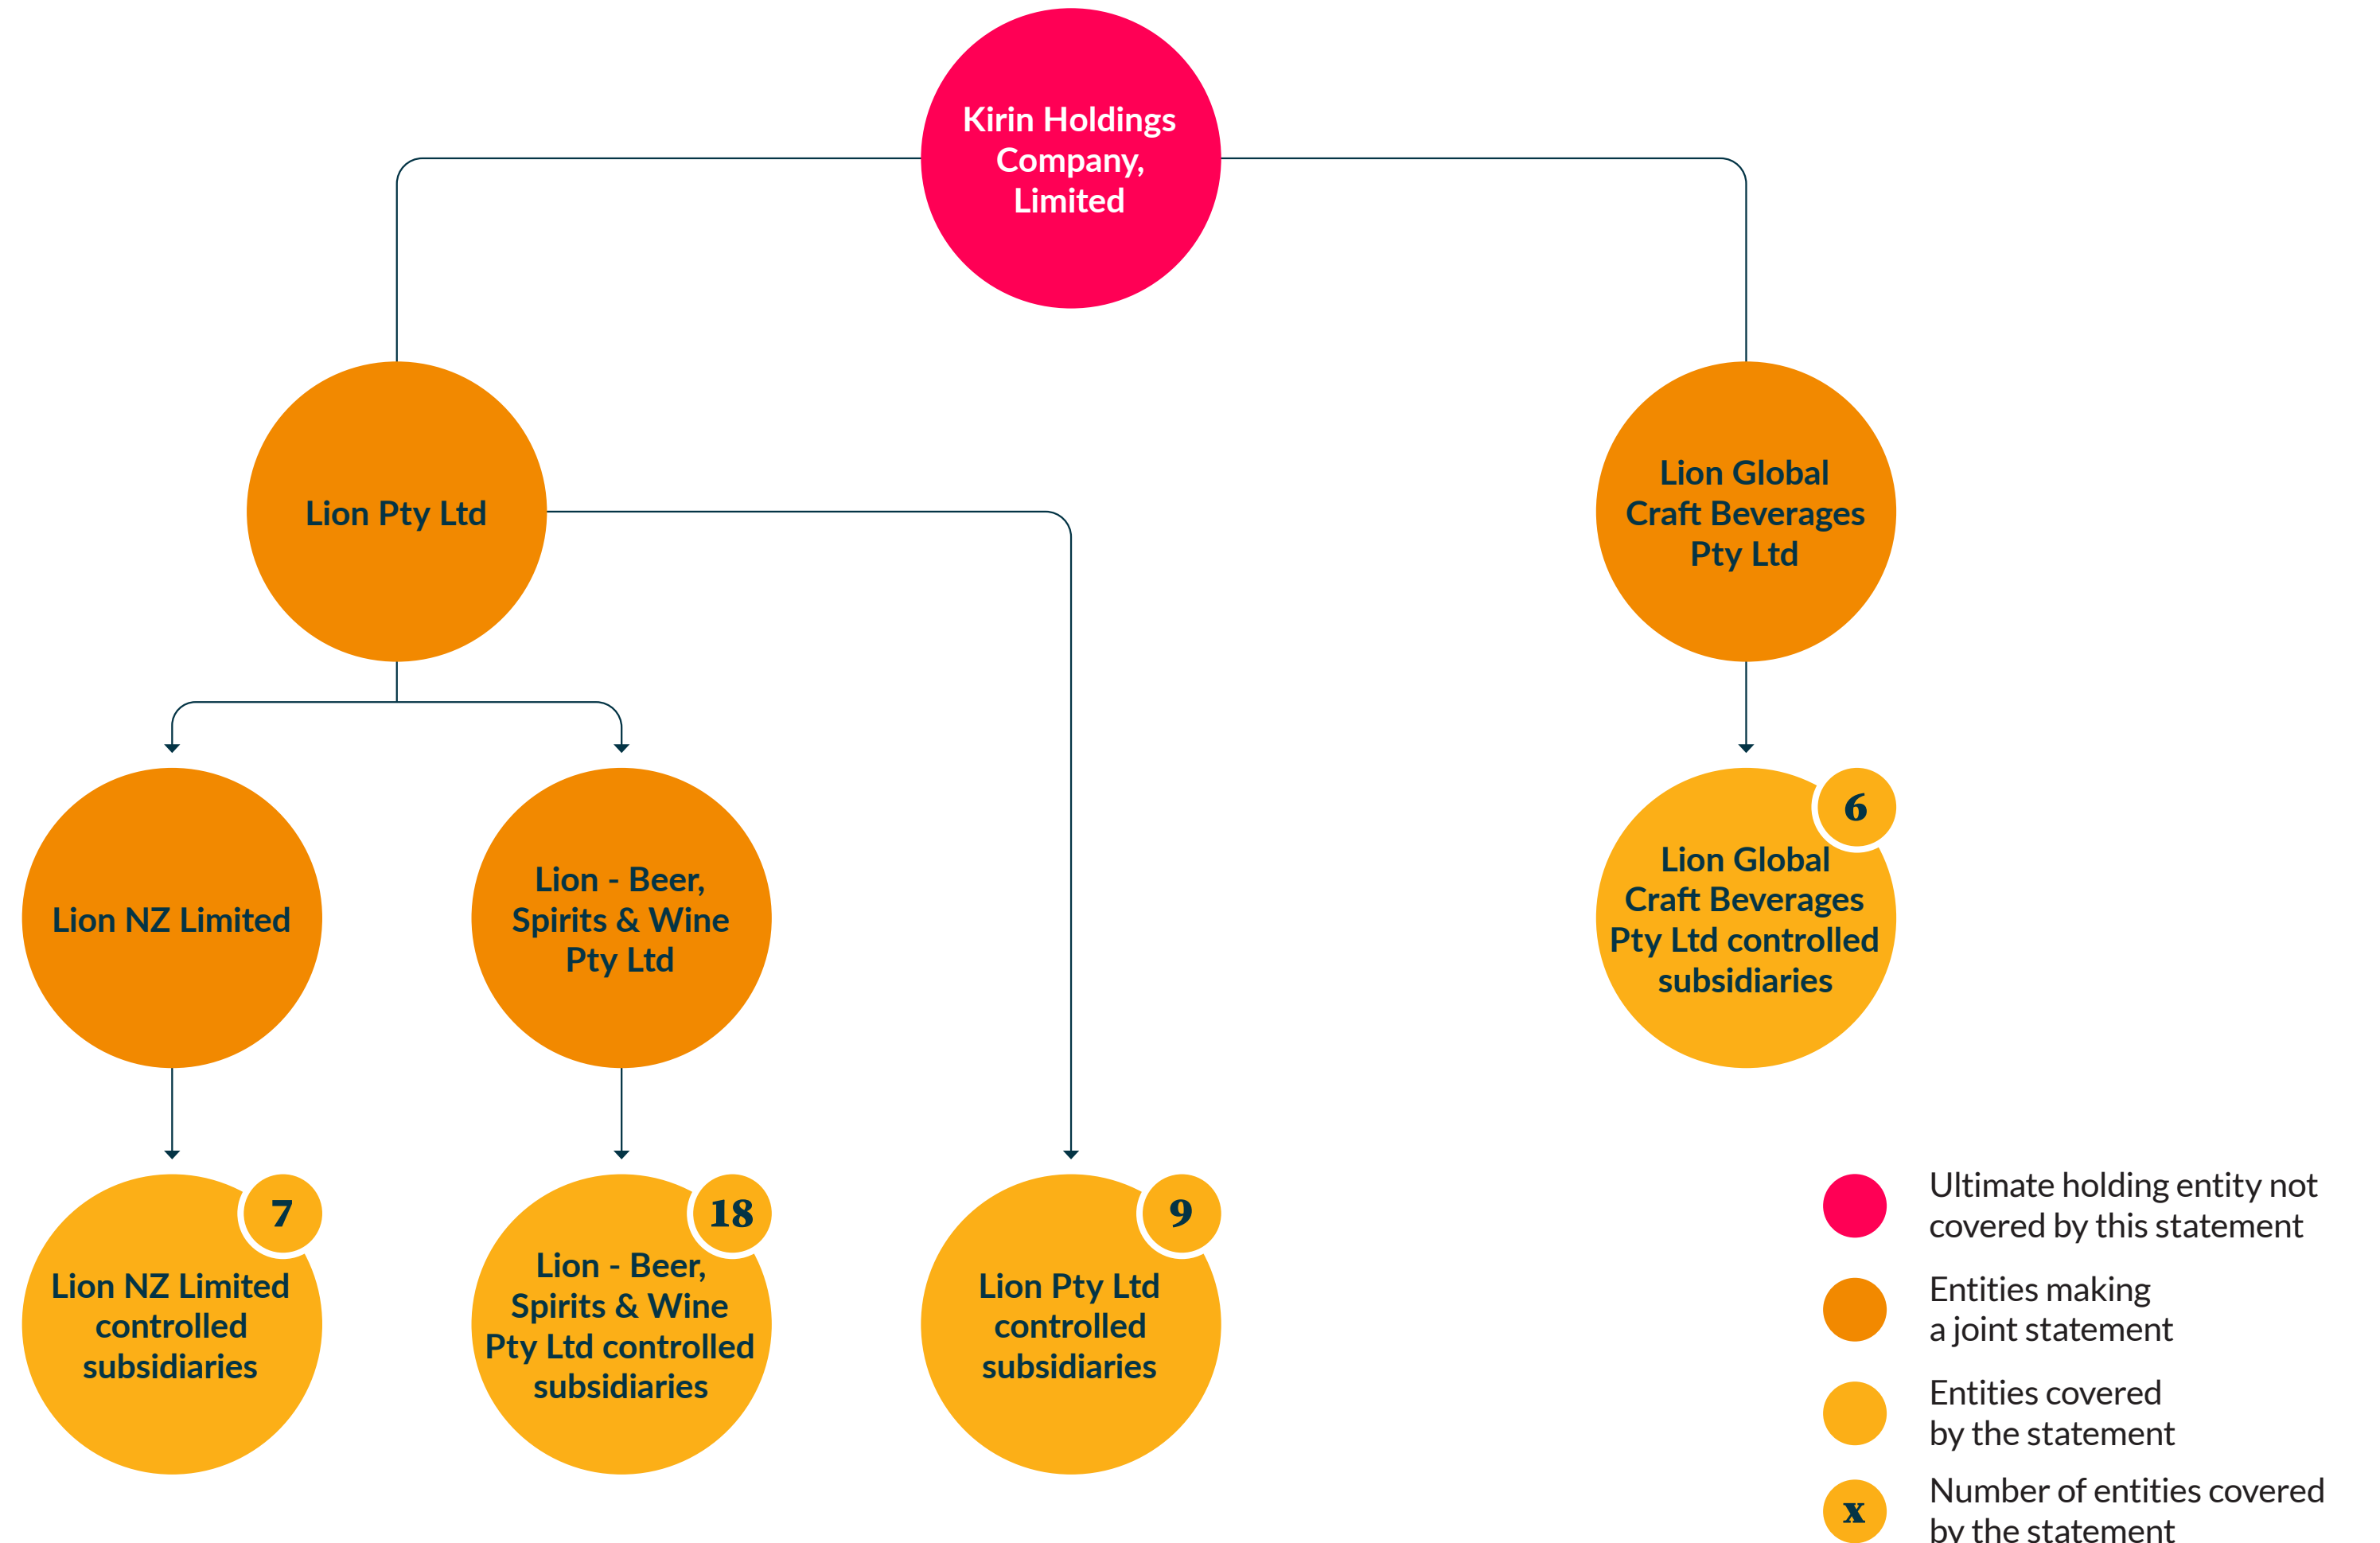 Kirin Holdings
Company,
Limited
Lion Pty Ltd
Lion Global
Craft Beverages
Pty Ltd
Lion NZ Limited
Lion - Beer,
Spirits & Wine
Pty Ltd
6
Lion Global
Craft Beverages
Pty Ltd controlled
subsidiaries
7
Lion NZ Limited
controlled
subsidiaries
18
Lion - Beer,
Spirits & Wine
Pty Ltd controlled
subsidiaries
9
Lion Pty Ltd
controlled
subsidiaries
Ultimate holding entity not
covered by this statement
Entities making
a joint statement
Entities covered
by the statement
x
Number of entities covered
by the statement